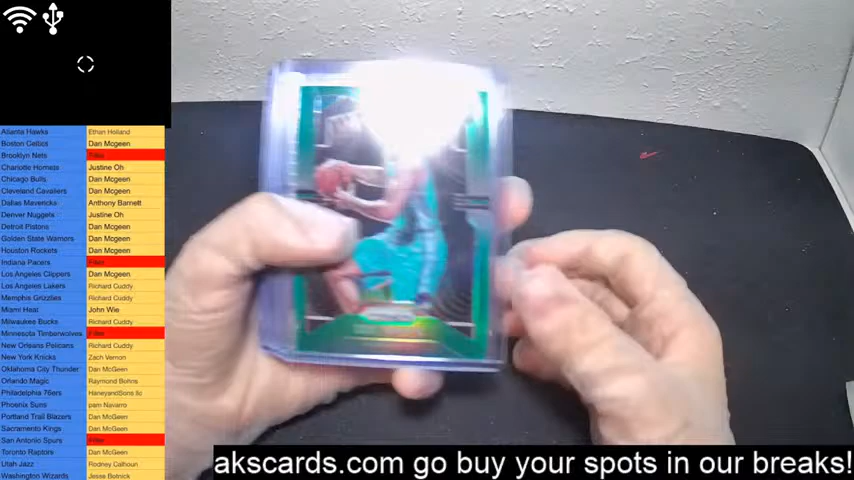 Atlanta Hawks Ethan Holland
Boston Celtics Dan Mcgeen
Brooklyn Nets Filler
Charlotte Hornets Justine Oh
Chicago Bulls Dan Mcgeen
Cleveland Cavaliers Dan Mcgeen
Dallas Mavericks Anthony Barnett
Denver Nuggets Justine Oh
Detroit Pistons Dan Mcgeen
Golden State Warriors Dan Mcgeen
Houston Rockets Dan Mcgeen
Indiana Pacers Filler
Los Angeles Clippers Dan Mcgeen
Los Angeles Lakers Richard Cuddy
Memphis Grizzlies Richard Cuddy
Miami Heat John Wie
Milwaukee Bucks Richard Cuddy
Minnesota Timberwolves Filler
New Orleans Pelicans Richard Cuddy
New York Knicks Zach Vernon
Oklahoma City Thunder Dan McGeen
Orlando Magic Raymond Bohns
Philadelphia 76ers HaneyandSons llc
Phoenix Suns pam Navarro
Portland Trail Blazers Dan McGeen
Sacramento Kings Dan McGeen
San Antonio Spurs Filler
Toronto Raptors Dan McGeen
Utah Jazz Rodney Calhoun
Washington Wizards Jesse Botnick
akscards.com go buy your spots in our breaks!